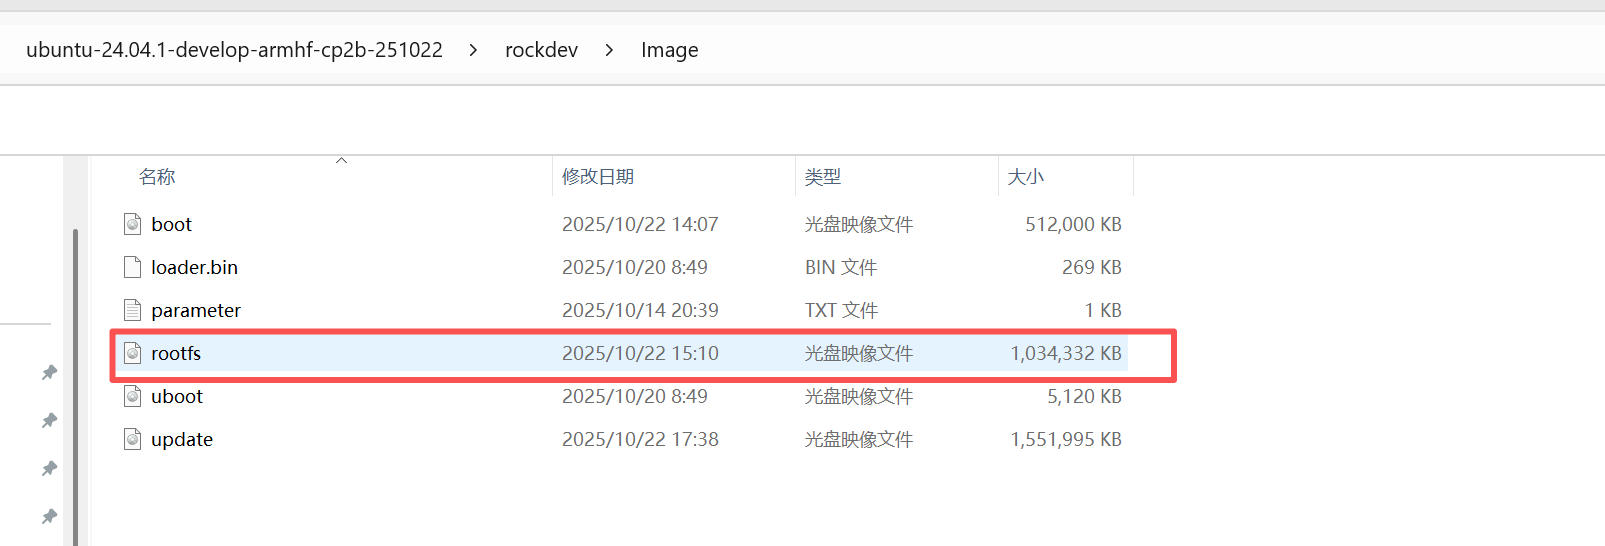 ubuntu-24.04.1-develop-armhf-cp2b-251022 > rockdev > Image
名称 修改日期 类型 大小
boot 2025/10/22 14:07 光盘映像文件 512,000 KB
loader.bin 2025/10/20 8:49 BIN 文件 269 KB
parameter 2025/10/14 20:39 TXT 文件 1 KB
rootfs 2025/10/22 15:10 光盘映像文件 1,034,332 KB
uboot 2025/10/20 8:49 光盘映像文件 5,120 KB
update 2025/10/22 17:38 光盘映像文件 1,551,995 KB